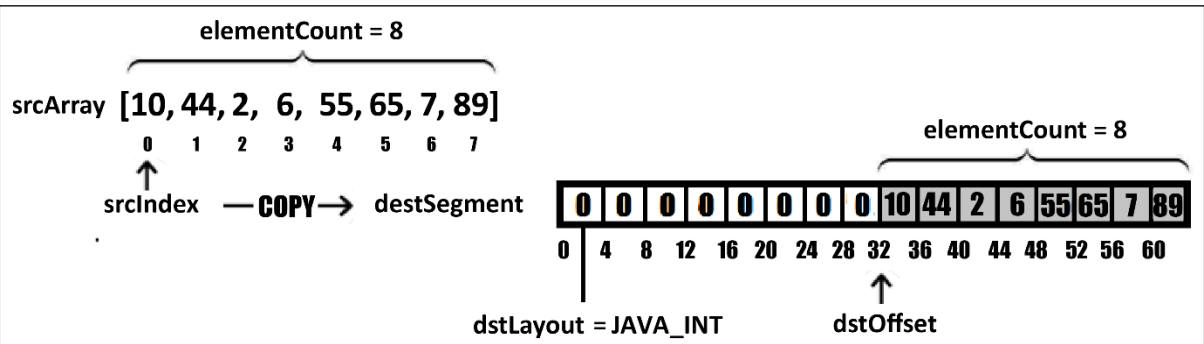 elementCount = 8
srcArray [10, 44, 2, 6, 55, 65, 7, 89]
0 1 2 3 4 5 6 7
elementCount = 8
srcIndex COPY destSegment
0 0 0 0 0 0 0 0 10 44 2 6 55 65 7 89
0 4 8 12 16 20 24 28 32 36 40 44 48 52 56 60
dstLayout = JAVA_INT
dstOffset